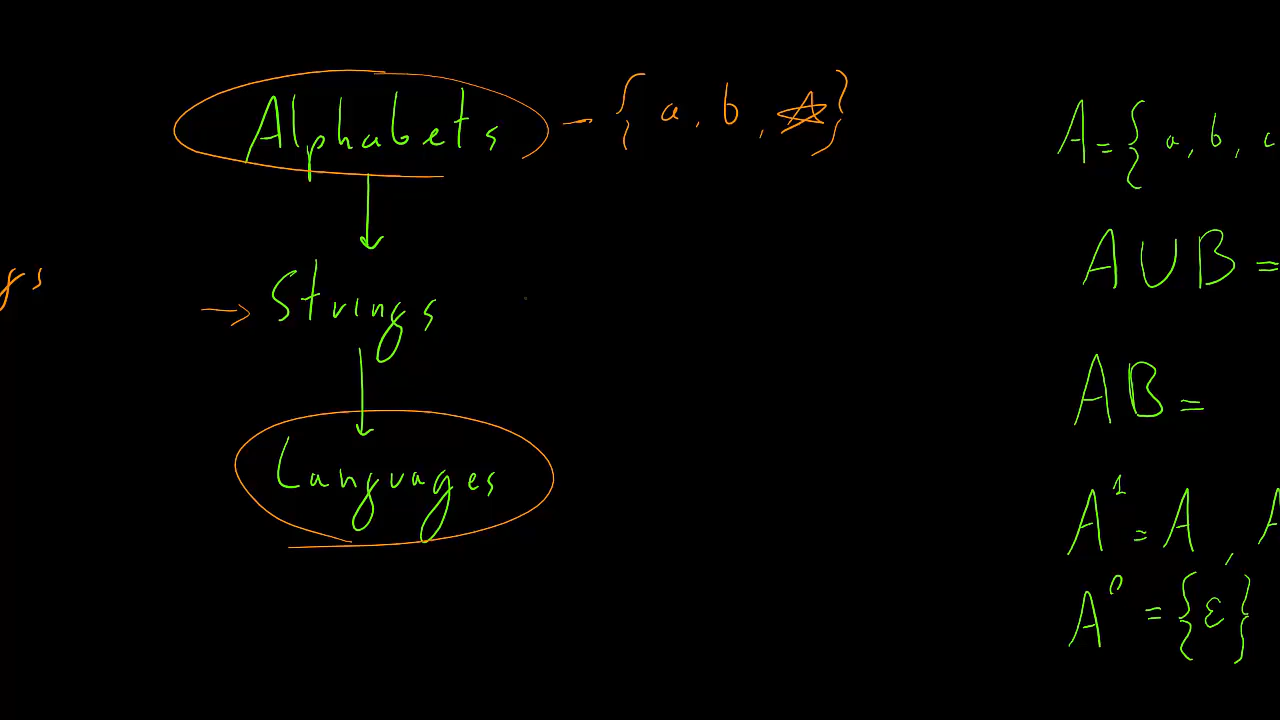 Alphabets - { a, b, ☆ }
Strings
Languages
A = { a, b, c
A ∪ B =
AB =
A¹ = A , A
A⁰ = {ε}